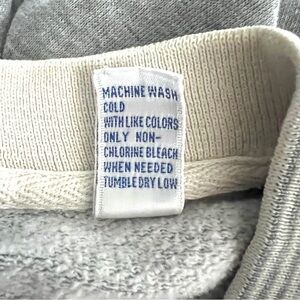 MACHINE WASH
COLD
WITH LIKE COLORS
ONLY NON-
CHLORINE BLEACH
WHEN NEEDED
TUMBLE DRY LOW